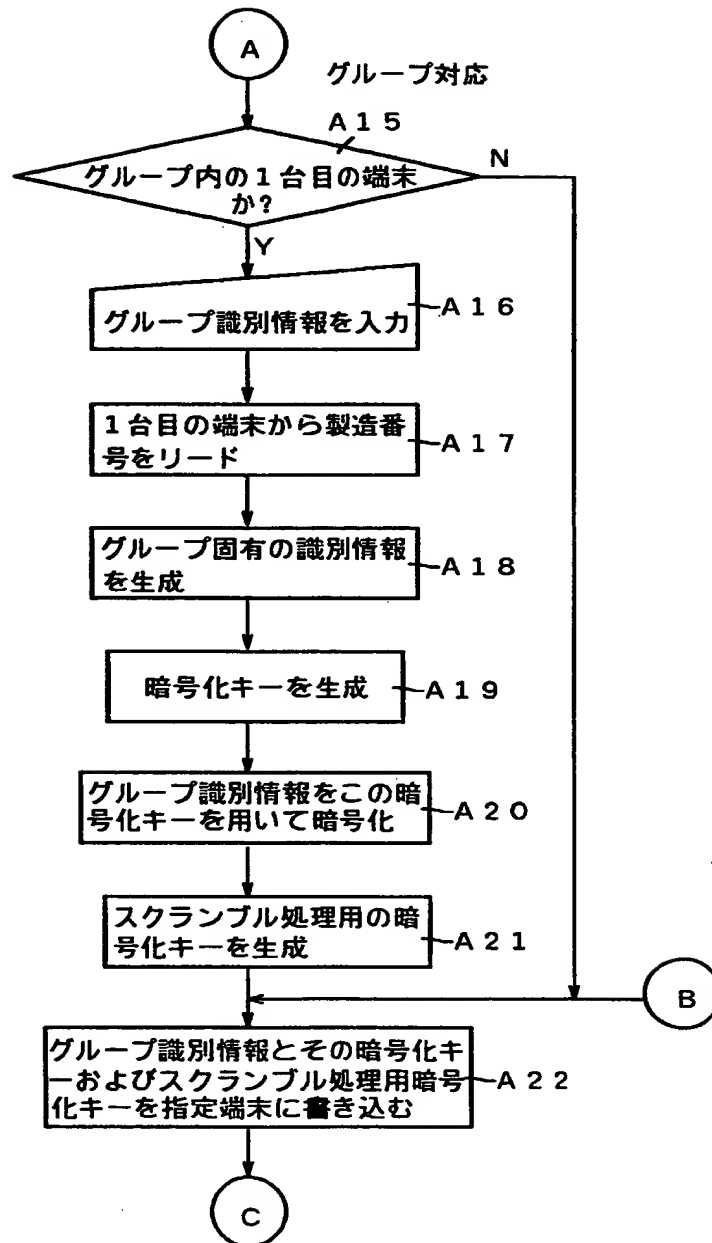 A
グループ対応
A15
グループ内の1台目の端末
か?
N
Y
グループ識別情報を入力
A16
1台目の端末から製造番
号をリード
A17
グループ固有の識別情報
を生成
A18
暗号化キーを生成
A19
グループ識別情報をこの暗
号化キーを用いて暗号化
A20
スクランブル処理用の暗
号化キーを生成
A21
B
グループ識別情報とその暗号化キ
ーおよびスクランブル処理用暗号
化キーを指定端末に書き込む
A22
C